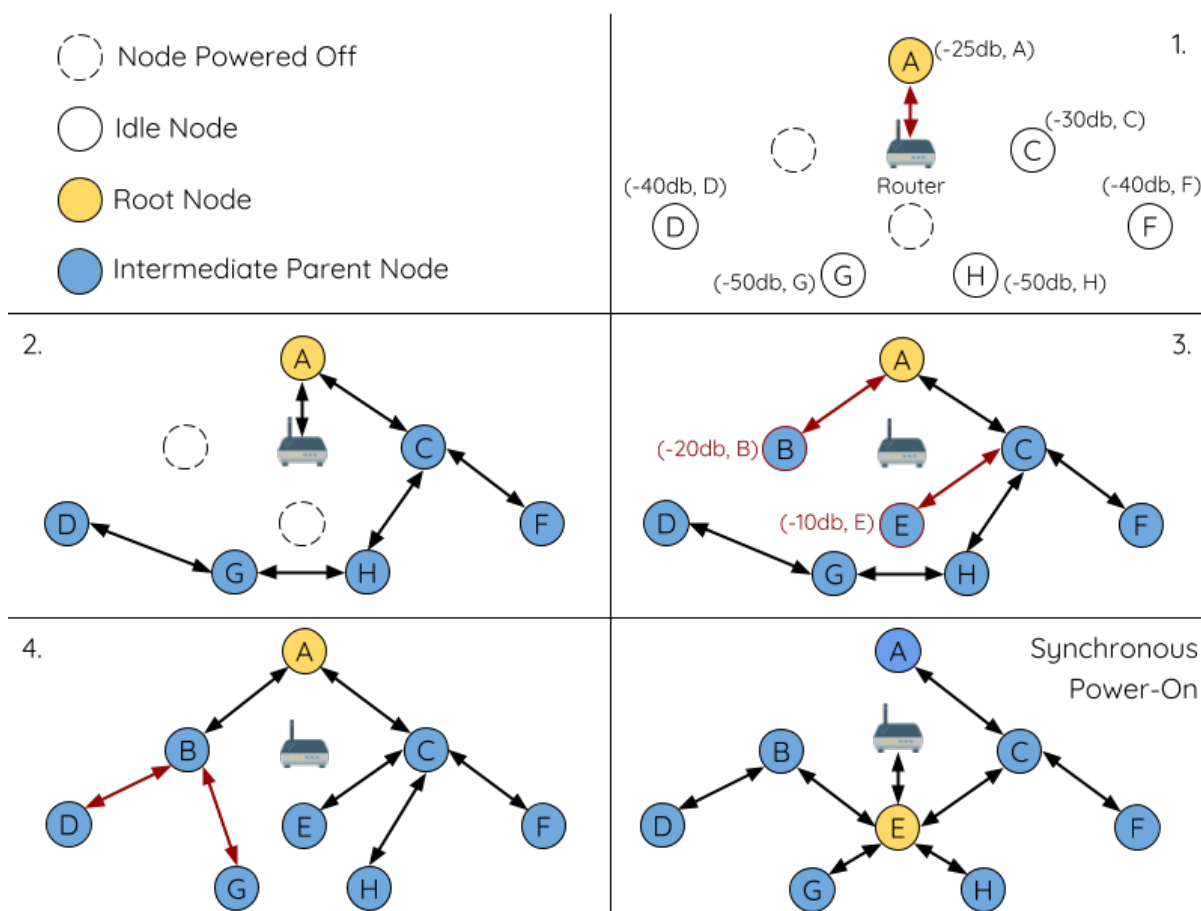 Node Powered Off
Idle Node
Root Node
Intermediate Parent Node
1.
A
(-25db, A)
(-30db, C)
C
Router
(-40db, D)
D
(-40db, F)
F
(-50db, G)
G
H
(-50db, H)
2.
A
C
D
F
G
H
3.
A
(-20db, B)
B
C
(-10db, E)
E
D
F
G
H
4.
A
B
C
D
E
F
G
H
Synchronous
Power-On
A
B
C
D
E
F
G
H